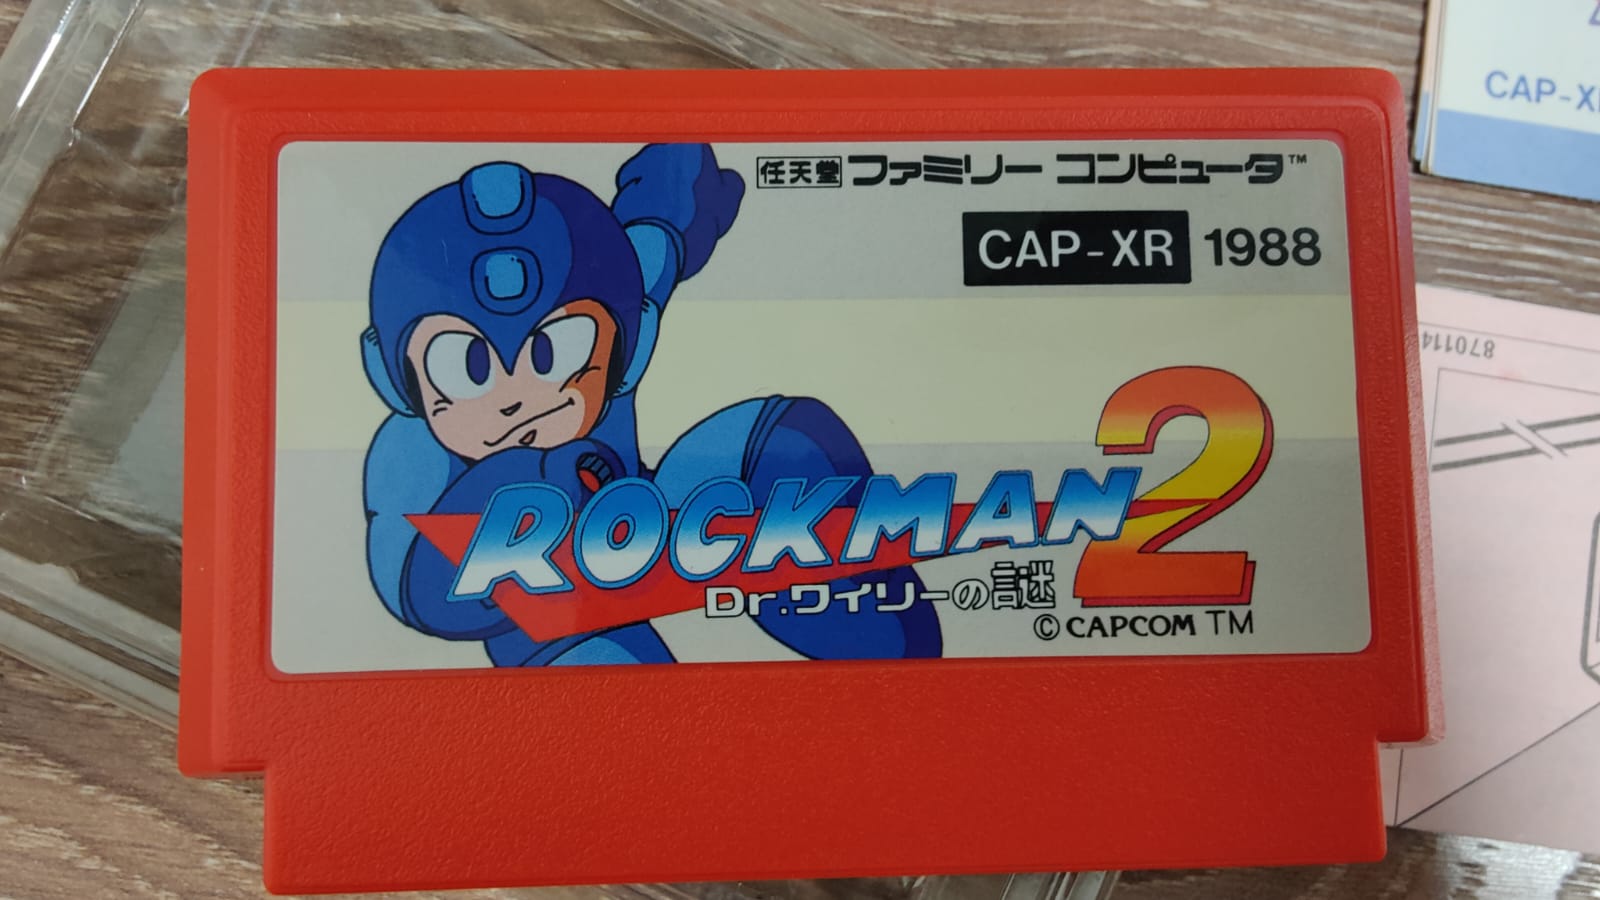 任天堂 ファミリー コンピュータ™
CAP-XR 1988
ROCKMAN 2
Dr.ワイリーの謎
© CAPCOM TM
CAP-X
870114